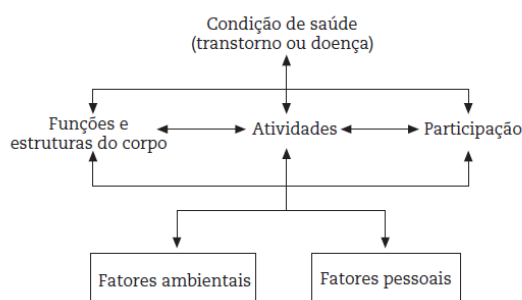 Condição de saúde
(transtorno ou doença)
Funções e
estruturas do corpo
Atividades
Participação
Fatores ambientais
Fatores pessoais